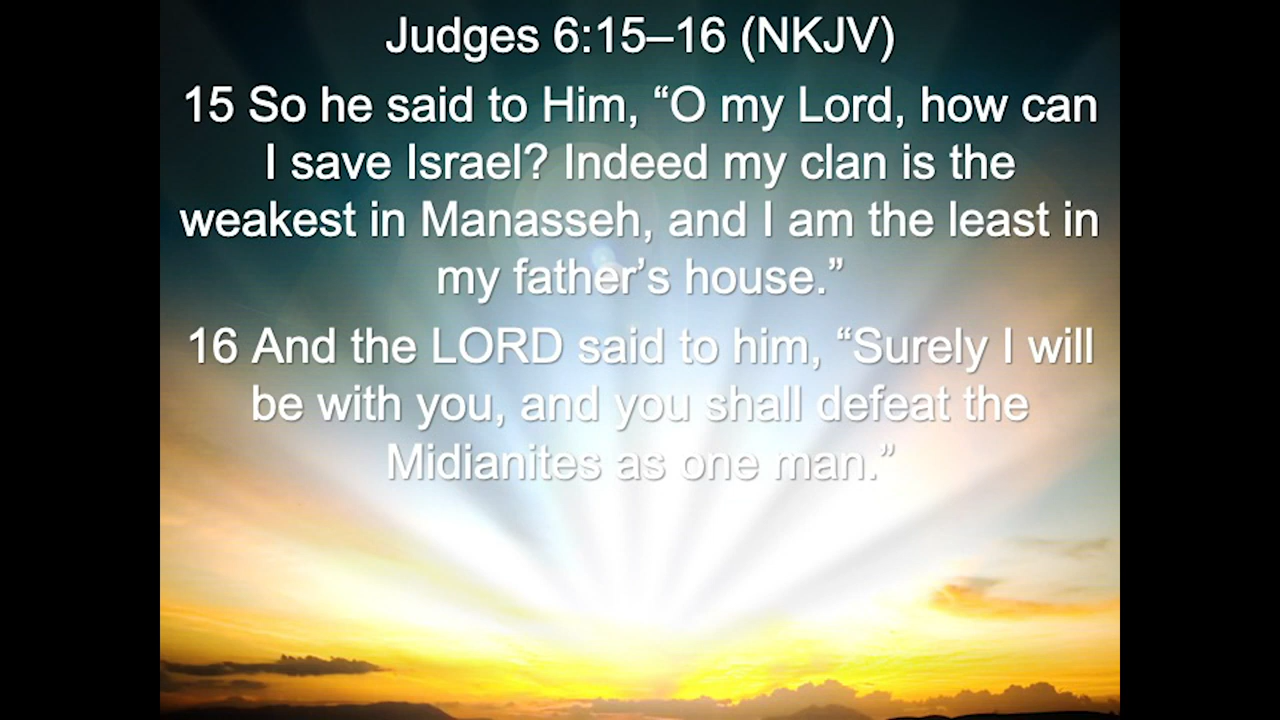 Judges 6:15–16 (NKJV)
15 So he said to Him, “O my Lord, how can
I save Israel? Indeed my clan is the
weakest in Manasseh, and I am the least in
my father’s house.”
16 And the LORD said to him, “Surely I will
be with you, and you shall defeat the
Midianites as one man.”